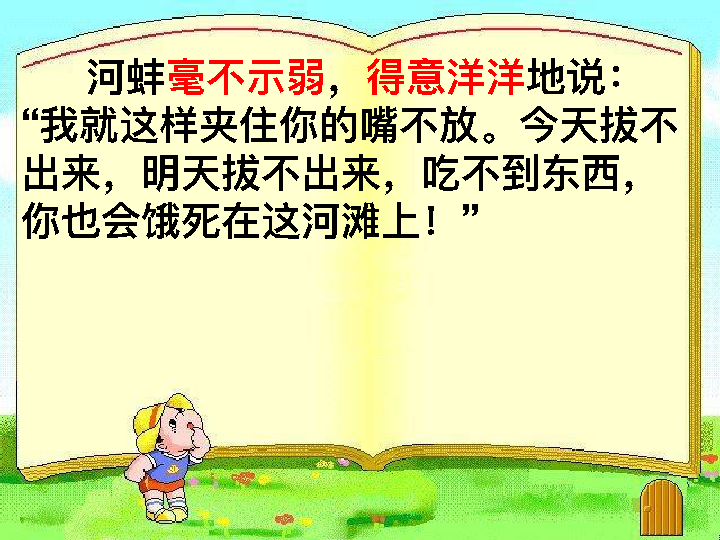 河蚌毫不示弱，得意洋洋地说：
“我就这样夹住你的嘴不放。今天拔不
出来，明天拔不出来，吃不到东西，
你也会饿死在这河滩上！”